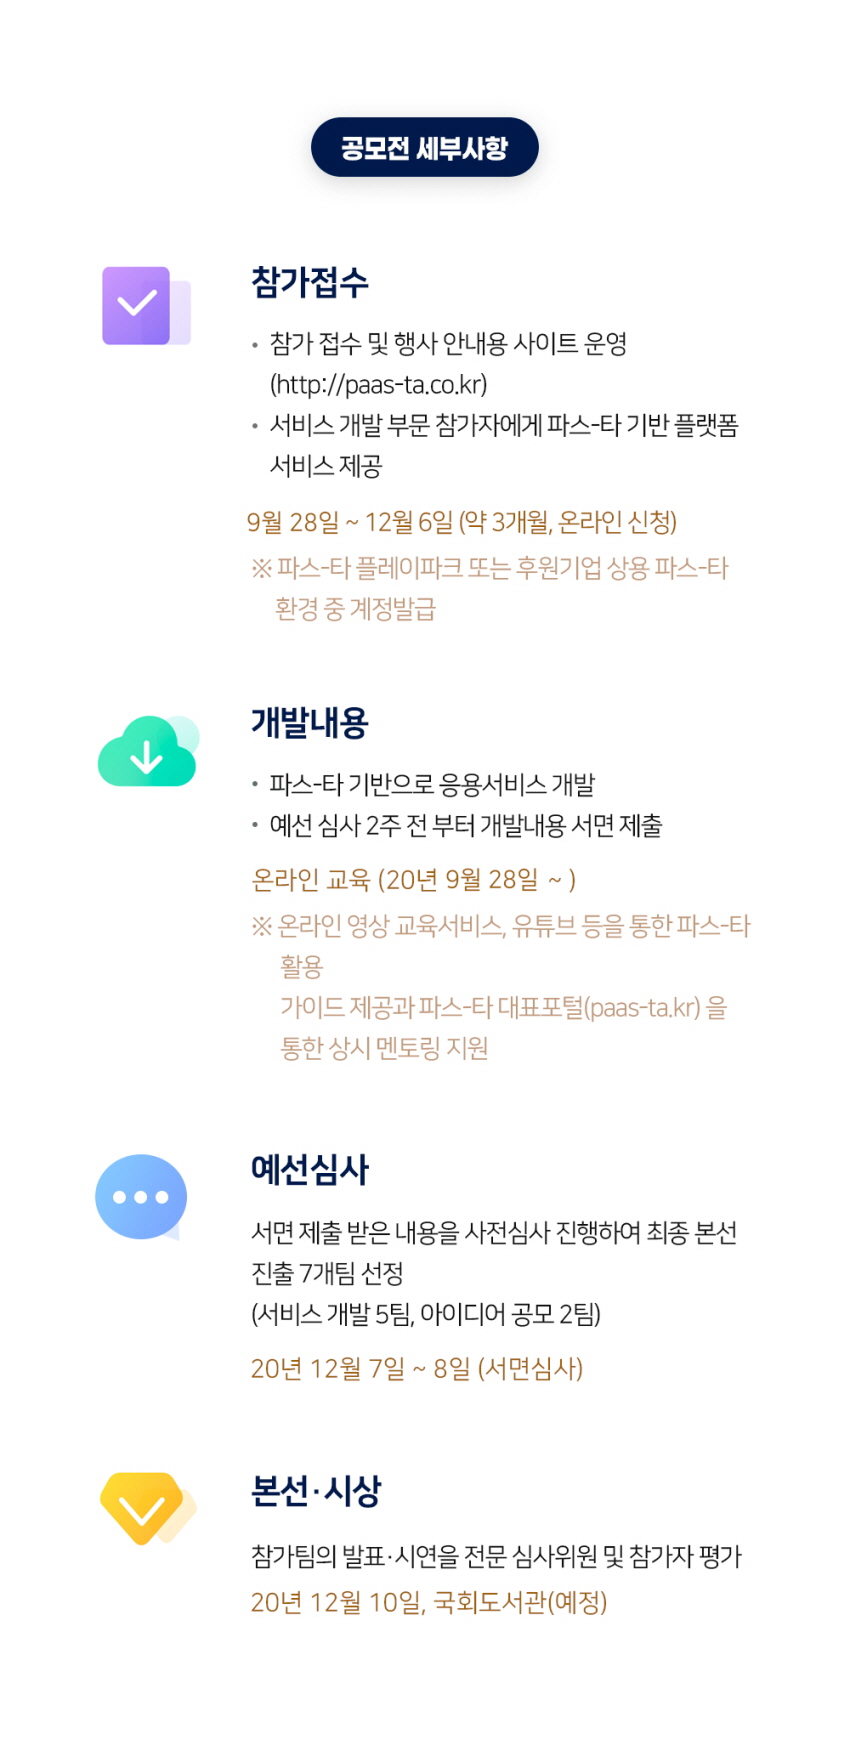 공모전 세부사항
참가접수
• 참가 접수 및 행사 안내용 사이트 운영
(http://paas-ta.co.kr)
• 서비스 개발 부문 참가자에게 파스-타 기반 플랫폼
서비스 제공
9월 28일 ~ 12월 6일 (약 3개월, 온라인 신청)
※ 파스-타 플레이파크 또는 후원기업 상용 파스-타
환경 중 계정발급
개발내용
• 파스-타 기반으로 응용서비스 개발
• 예선 심사 2주 전 부터 개발내용 서면 제출
온라인 교육 (20년 9월 28일 ~ )
※ 온라인 영상 교육서비스, 유튜브 등을 통한 파스-타
활용
가이드 제공과 파스-타 대표포털(paas-ta.kr) 을
통한 상시 멘토링 지원
예선심사
서면 제출 받은 내용을 사전심사 진행하여 최종 본선
진출 7개팀 선정
(서비스 개발 5팀, 아이디어 공모 2팀)
20년 12월 7일 ~ 8일 (서면심사)
본선·시상
참가팀의 발표·시연을 전문 심사위원 및 참가자 평가
20년 12월 10일, 국회도서관(예정)